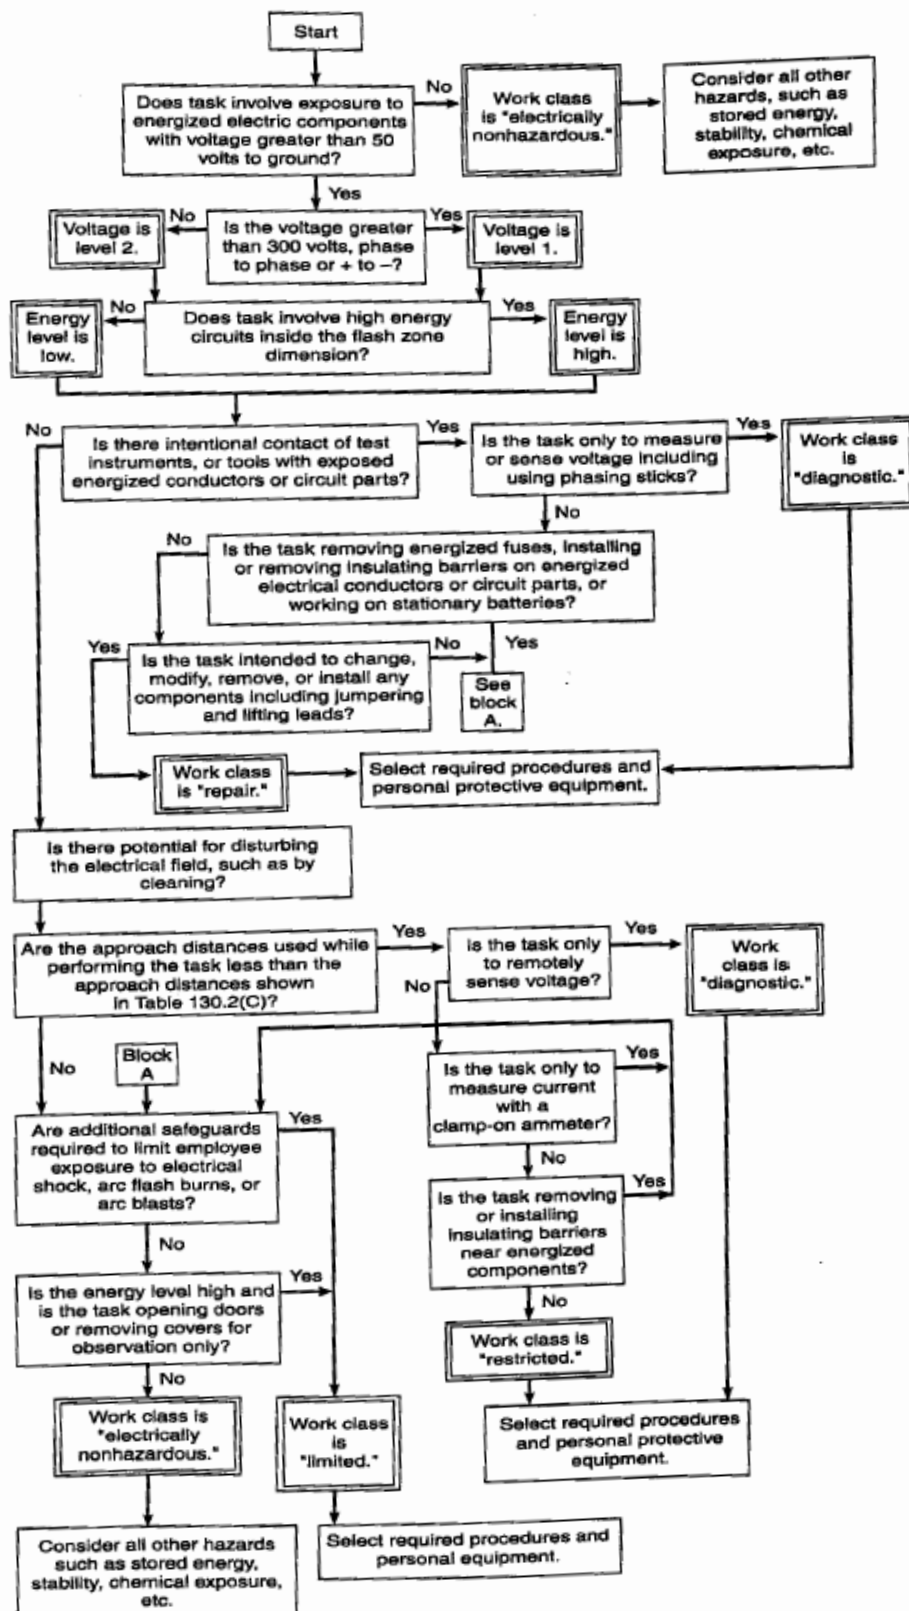 Start
Does task involve exposure to
energized electric components
with voltage greater than 50
volts to ground?
No
Work class
is "electrically
nonhazardous."
Consider all other
hazards, such as
stored energy,
stability, chemical
exposure, etc.
Yes
No
Voltage is
level 2.
Is the voltage greater
than 300 volts, phase
to phase or + to –?
Yes
Voltage is
level 1.
Energy
level is
low.
No
Does task involve high energy
circuits inside the flash zone
dimension?
Yes
Energy
level is
high.
No
Is there intentional contact of test
instruments, or tools with exposed
energized conductors or circuit parts?
Yes
Is the task only to measure
or sense voltage including
using phasing sticks?
Yes
Work class
is
"diagnostic."
No
No
Is the task removing energized fuses, installing
or removing insulating barriers on energized
electrical conductors or circuit parts, or
working on stationary batteries?
Yes
Yes
Is the task intended to change,
modify, remove, or install any
components including jumpering
and lifting leads?
No
See
block
A.
Work class
is "repair."
Select required procedures and
personal protective equipment.
Is there potential for disturbing
the electrical field, such as by
cleaning?
Are the approach distances used while
performing the task less than the
approach distances shown
in Table 130.2(C)?
Yes
Is the task only
to remotely
sense voltage?
Yes
Work
class is
"diagnostic."
No
No
Block
A
Is the task only to
measure current
with a
clamp-on ammeter?
Yes
Are additional safeguards
required to limit employee
exposure to electrical
shock, arc flash burns, or
arc blasts?
Yes
No
Is the task removing
or installing
insulating barriers
near energized
components?
Yes
No
Is the energy level high and
is the task opening doors
or removing covers for
observation only?
Yes
No
Work class is
"restricted."
No
Work class is
"electrically
nonhazardous."
Work class
is
"limited."
Select required procedures
and personal protective
equipment.
Consider all other hazards
such as stored energy,
stability, chemical exposure,
etc.
Select required procedures and
personal equipment.